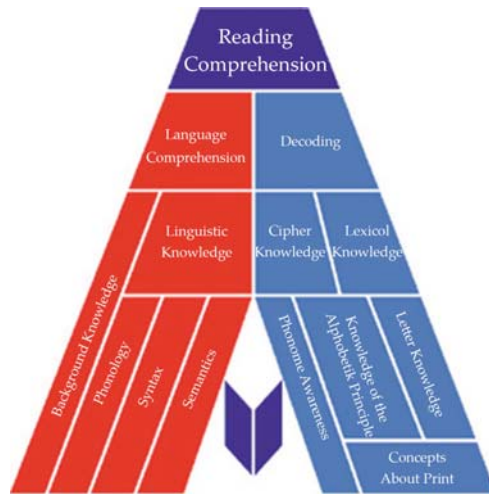 Reading
Comprehension
Language
Comprehension
Decoding
Linguistic
Knowledge
Cipher
Knowledge
Lexicol
Knowledge
Background Knowledge
Phonology
Syntax
Semantics
Phonome Awareness
Knowledge of the
Alphabetik Principle
Letter Knowledge
Concepts
About Print